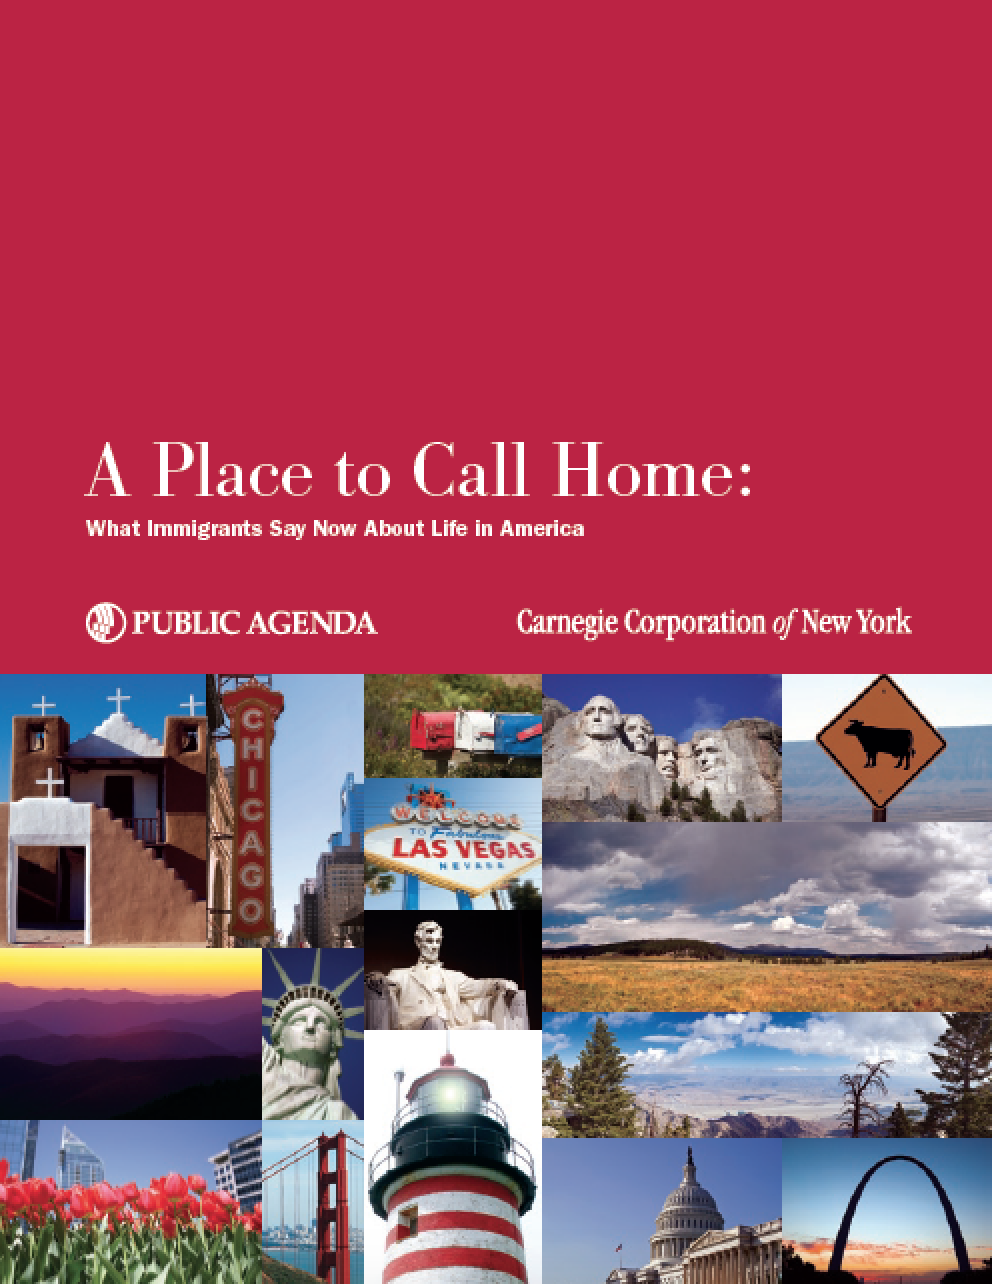 A Place to Call Home:
What Immigrants Say Now About Life in America
PUBLIC AGENDA
Carnegie Corporation of New York
CHICAGO
WELCOME
TO Fabulous
LAS VEGAS
NEVADA